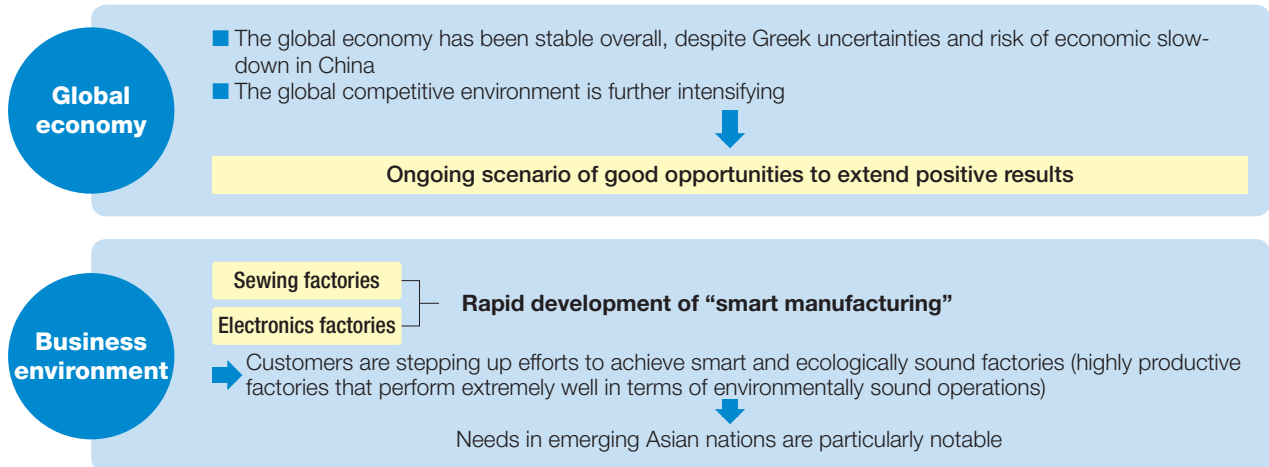 Global
economy
■ The global economy has been stable overall, despite Greek uncertainties and risk of economic slow-
down in China
■ The global competitive environment is further intensifying
Ongoing scenario of good opportunities to extend positive results
Business
environment
Sewing factories
Electronics factories
Rapid development of “smart manufacturing”
Customers are stepping up efforts to achieve smart and ecologically sound factories (highly productive
factories that perform extremely well in terms of environmentally sound operations)
Needs in emerging Asian nations are particularly notable